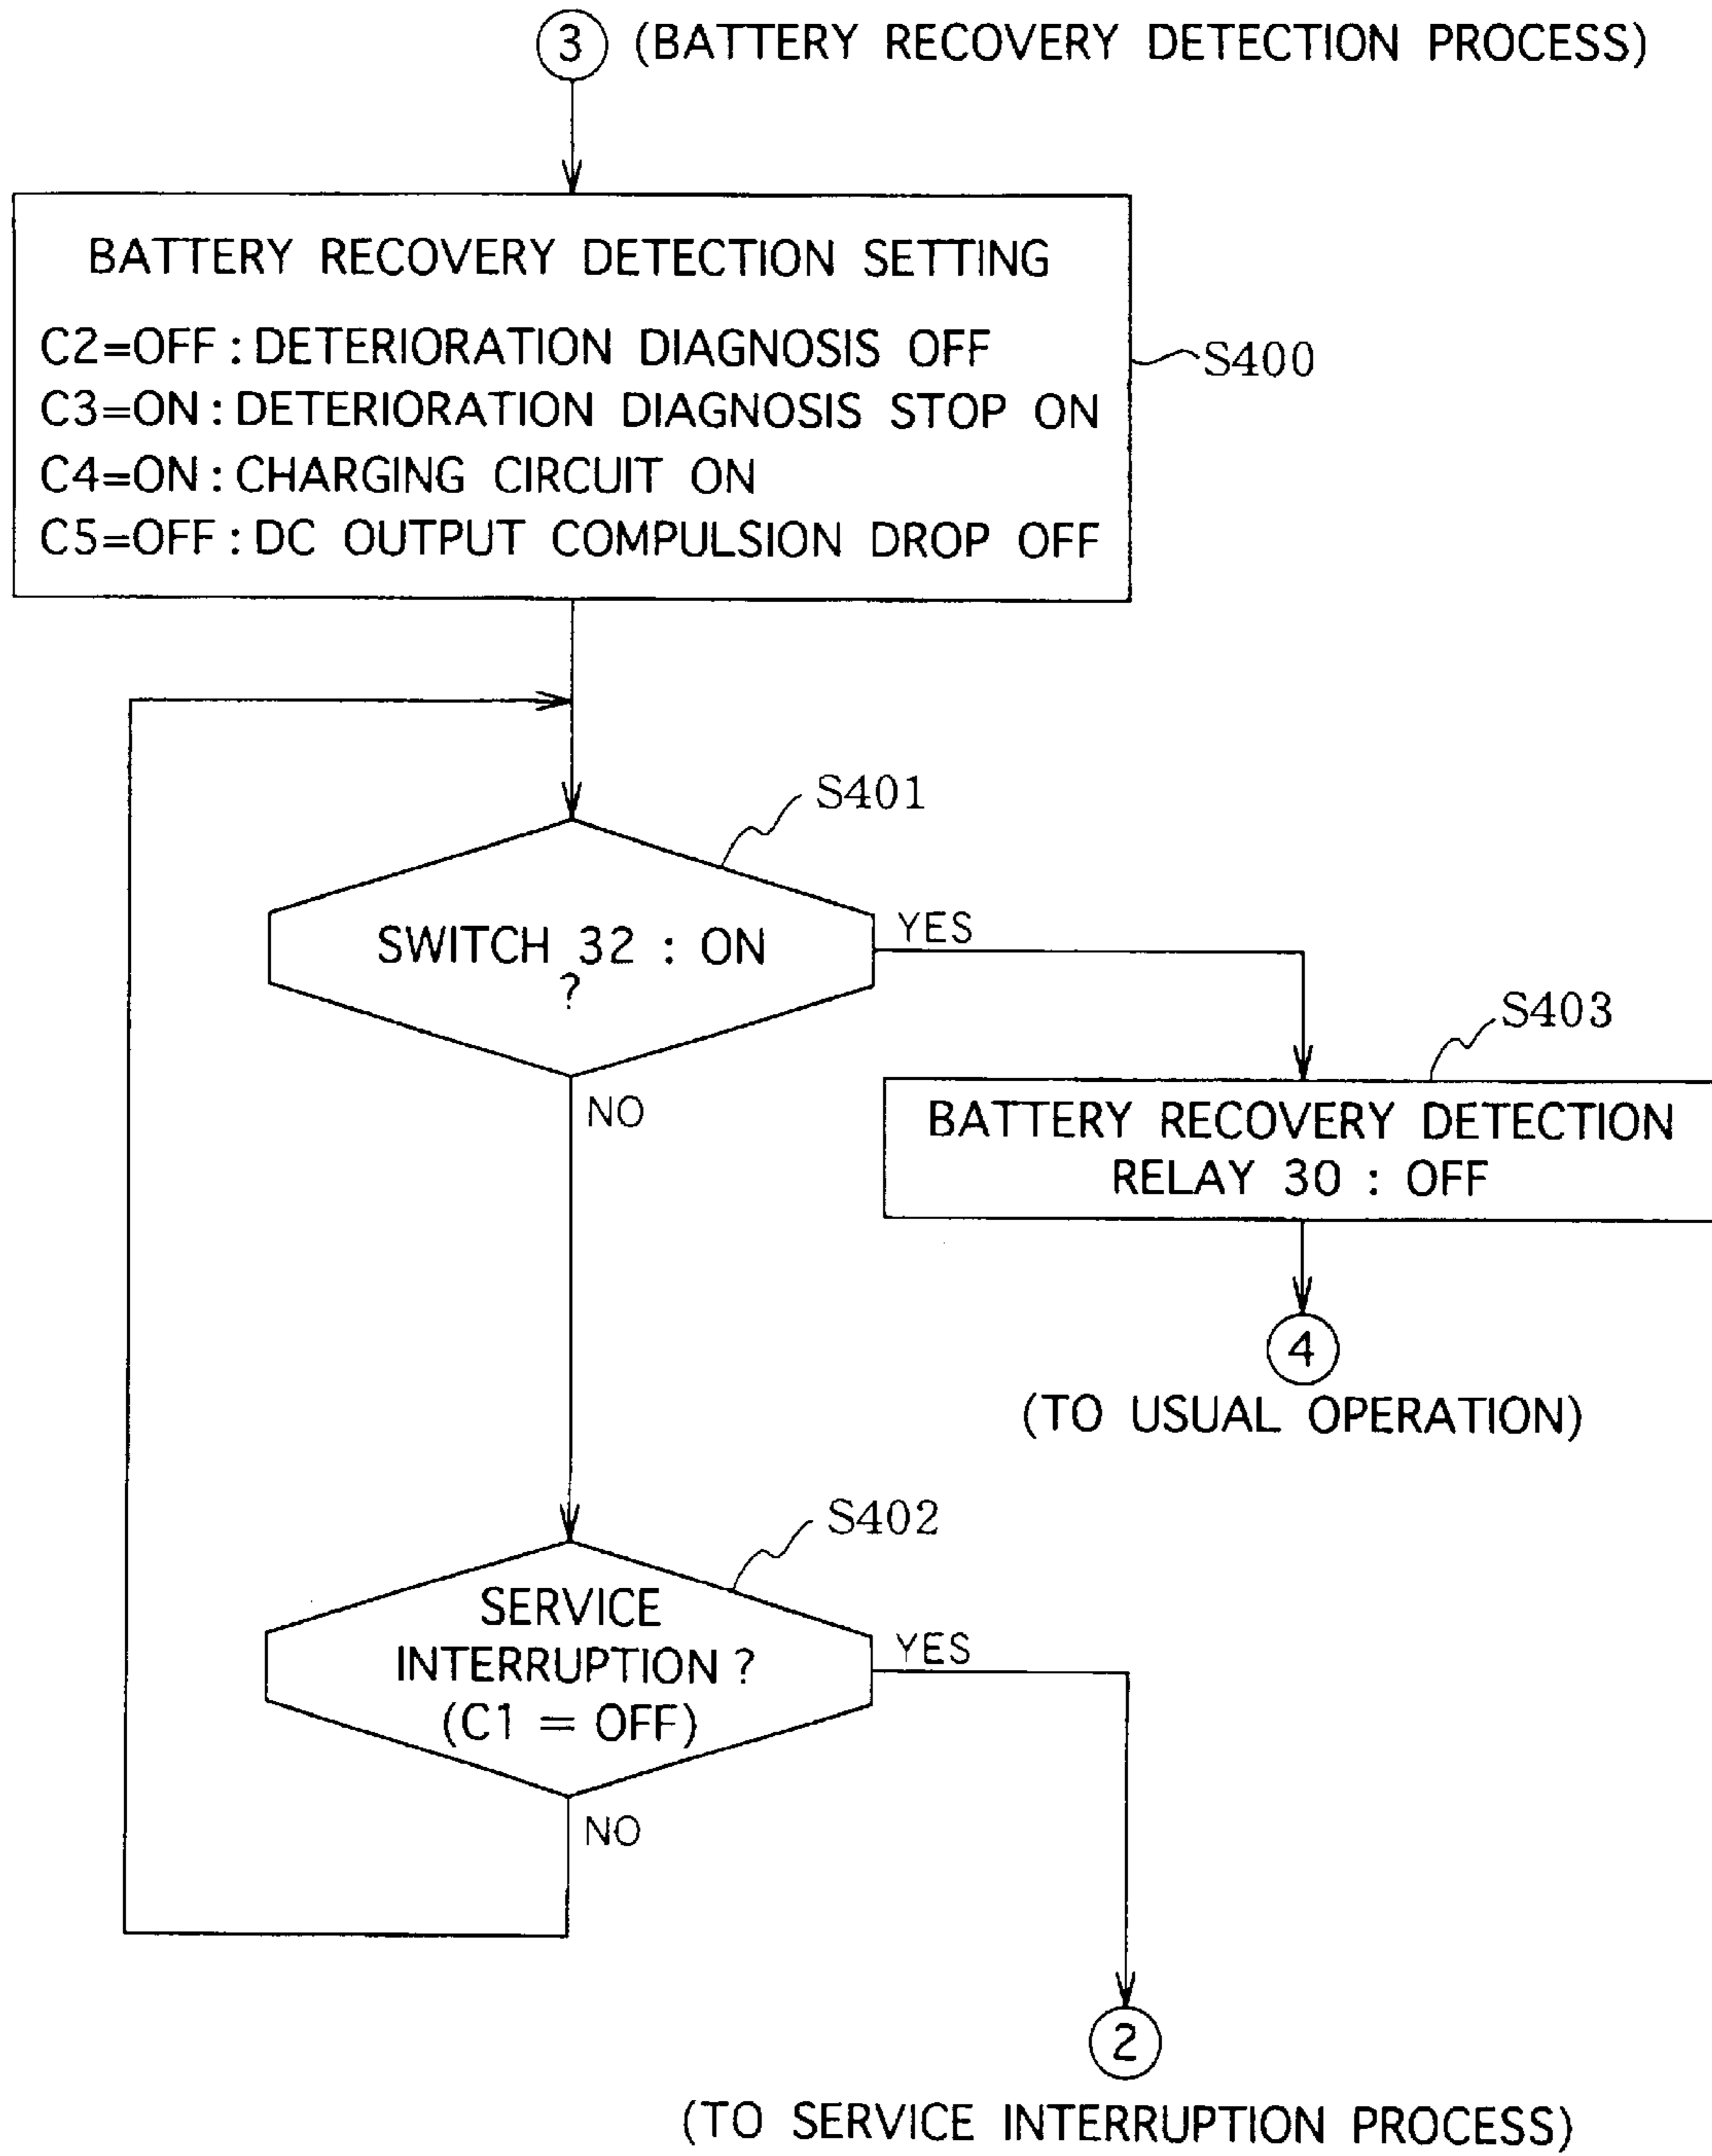 3 (BATTERY RECOVERY DETECTION PROCESS)
BATTERY RECOVERY DETECTION SETTING
C2=OFF : DETERIORATION DIAGNOSIS OFF
C3=ON : DETERIORATION DIAGNOSIS STOP ON
C4=ON : CHARGING CIRCUIT ON
C5=OFF : DC OUTPUT COMPULSION DROP OFF
S400
S401
SWITCH 32 : ON
?
YES
NO
S403
BATTERY RECOVERY DETECTION
RELAY 30 : OFF
4
(TO USUAL OPERATION)
S402
SERVICE
INTERRUPTION ?
(C1 = OFF)
YES
NO
2
(TO SERVICE INTERRUPTION PROCESS)